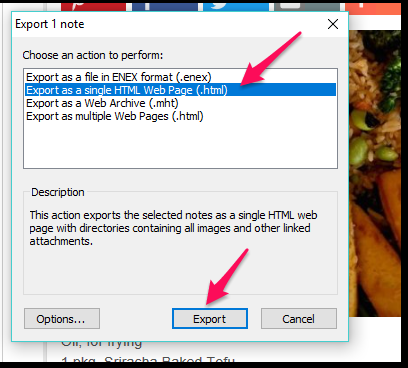 Export 1 note
Choose an action to perform:
Export as a file in ENEX format (.enex)
Export as a single HTML Web Page (.html)
Export as a Web Archive (.mht)
Export as multiple Web Pages (.html)
Description
This action exports the selected notes as a single HTML web
page with directories containing all images and other linked
attachments.
Options...
Export
Cancel
Oil, for frying
1 pkg. Sriracha Baked Tofu